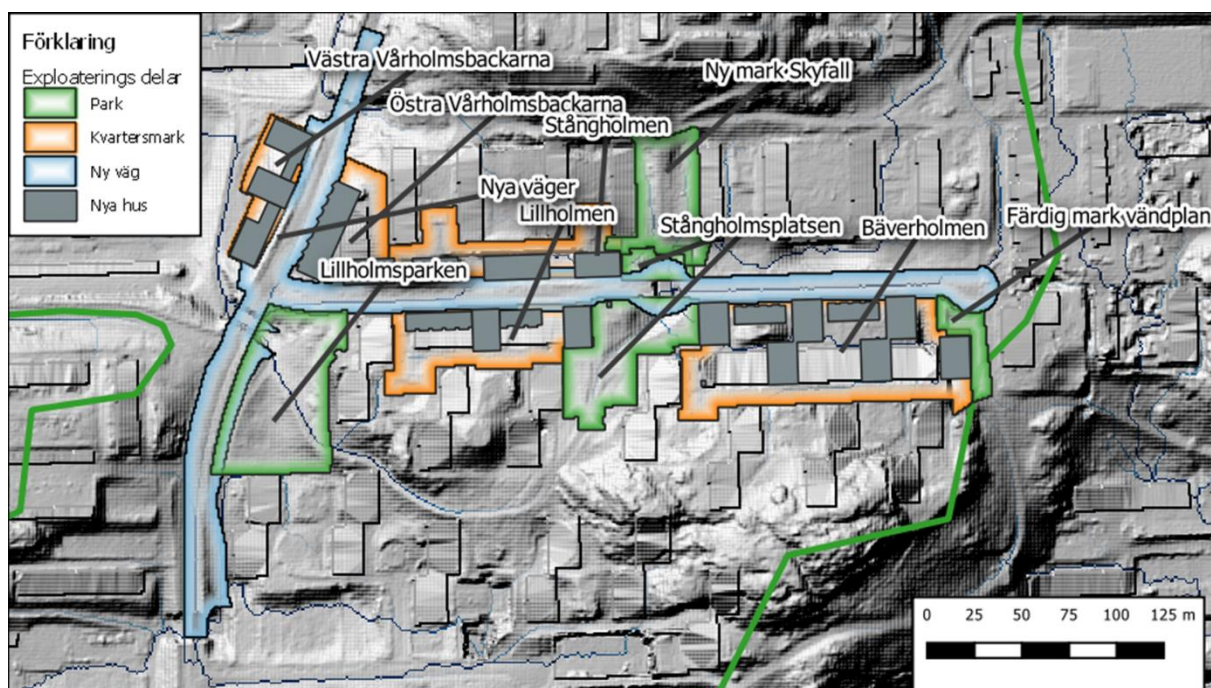 Förklaring
Exploaterings delar
Park
Kvartersmark
Ny väg
Nya hus
Västra Vårholmsbackarna
Östra Vårholmsbackarna
Stångholmen
Ny mark Skyfall
Nya väger
Lillholmen
Lillholmsparken
Stångholmsplatsen
Bäverholmen
Färdig mark vändplan
0 25 50 75 100 125 m